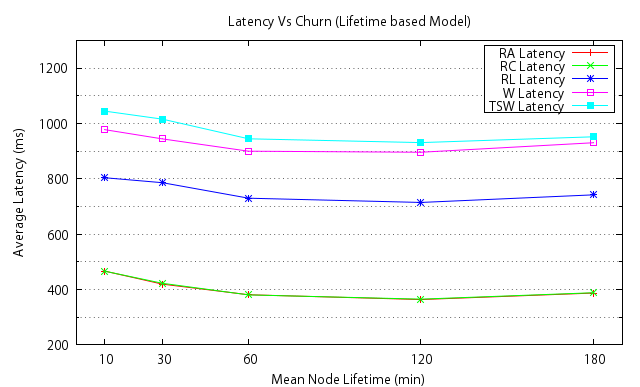 Latency Vs Churn (Lifetime based Model)
RA Latency
RC Latency
RL Latency
W Latency
TSW Latency
Average Latency (ms)
1200
1000
800
600
400
200
10 30 60 120 180
Mean Node Lifetime (min)